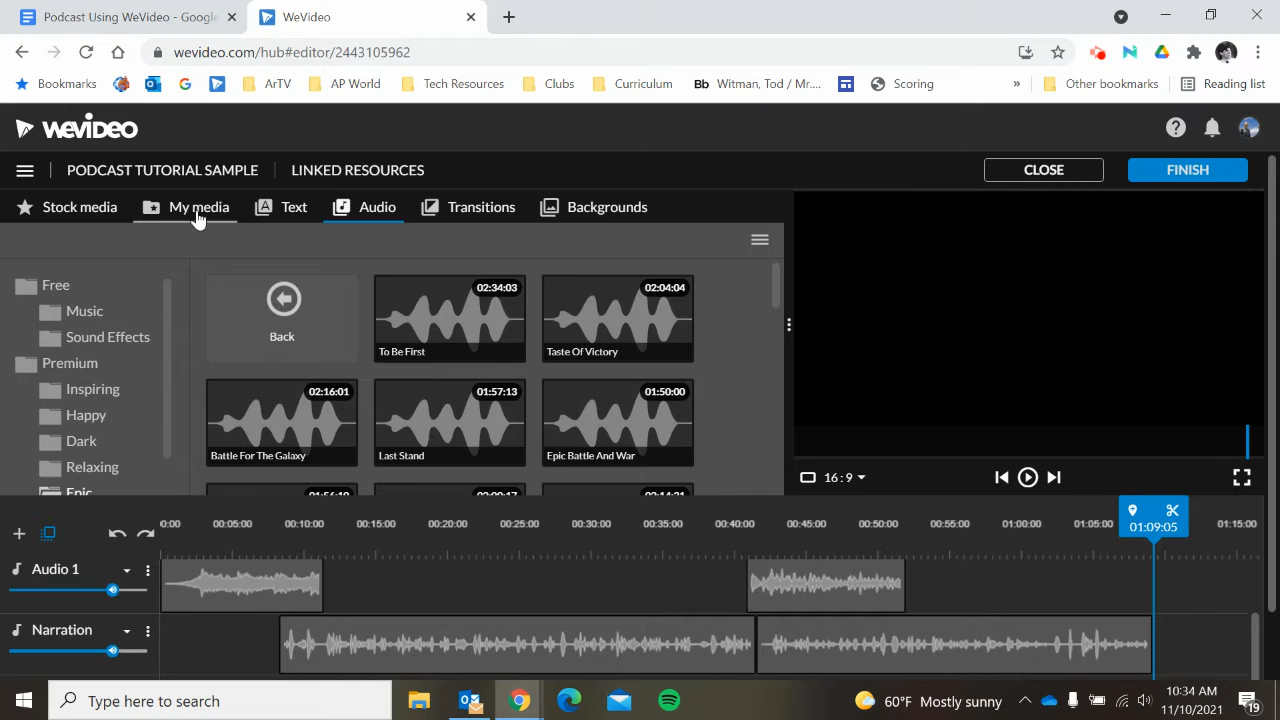 Podcast Using WeVideo - Google
WeVideo
wevideo.com/hub#editor/2443105962
Bookmarks
ArTV
AP World
Tech Resources
Clubs
Curriculum
Bb Witman, Tod / Mr....
Scoring
»
Other bookmarks
Reading list
WEVIDEO
PODCAST TUTORIAL SAMPLE
LINKED RESOURCES
CLOSE
FINISH
Stock media
My media
Text
Audio
Transitions
Backgrounds
Free
Music
Sound Effects
Premium
Inspiring
Happy
Dark
Relaxing
Epic
Back
02:34:03
To Be First
02:04:04
Taste Of Victory
02:16:01
Battle For The Galaxy
01:57:13
Last Stand
01:50:00
Epic Battle And War
16:9
0:00 00:05:00 00:10:00 00:15:00 00:20:00 00:25:00 00:30:00 00:35:00 00:40:00 00:45:00 00:50:00 00:55:00 01:00:00 01:05:00 01:15:00
01:09:05
Audio 1
Narration
Type here to search
60°F Mostly sunny
10:34 AM
11/10/2021
19